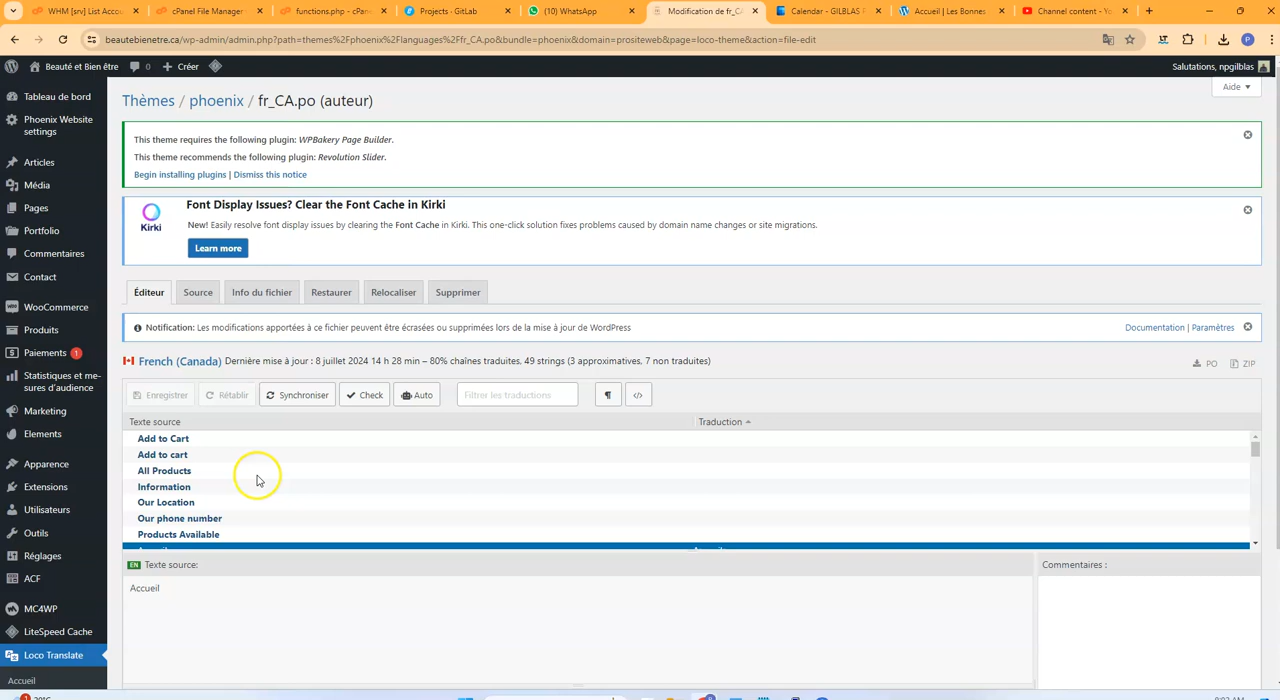 WHM [srv] List Accou
cPanel File Manager
functions.php - cPan
Projects · GitLab
(10) WhatsApp
Modification de fr_CA
Calendar - GILBLAS
Accueil | Les Bonnes
Channel content - Yo
beautebienetre.ca/wp-admin/admin.php?path=themes%2Fphoenix%2Flanguages%2Ffr_CA.po&bundle=phoenix&domain=prositeweb&page=loco-theme&action=file-edit
Beauté et Bien être
0
Créer
Salutations, npgilblas
Tableau de bord
Phoenix Website
settings
Articles
Média
Pages
Portfolio
Commentaires
Contact
WooCommerce
Produits
Paiements 1
Statistiques et me-
sures d'audience
Marketing
Elements
Apparence
Extensions
Utilisateurs
Outils
Réglages
ACF
MC4WP
LiteSpeed Cache
Loco Translate
Accueil
Aide
Thèmes / phoenix / fr_CA.po (auteur)
This theme requires the following plugin: WPBakery Page Builder.
This theme recommends the following plugin: Revolution Slider.
Begin installing plugins | Dismiss this notice
Kirki
Font Display Issues? Clear the Font Cache in Kirki
New! Easily resolve font display issues by clearing the Font Cache in Kirki. This one-click solution fixes problems caused by domain name changes or site migrations.
Learn more
Éditeur
Source
Info du fichier
Restaurer
Relocaliser
Supprimer
Notification: Les modifications apportées à ce fichier peuvent être écrasées ou supprimées lors de la mise à jour de WordPress
Documentation | Paramètres
French (Canada) Dernière mise à jour : 8 juillet 2024 14 h 28 min – 80% chaînes traduites, 49 strings (3 approximatives, 7 non traduites)
PO
ZIP
Enregistrer
Rétablir
Synchroniser
Check
Auto
Filtrer les traductions
¶
</>
Texte source
Traduction
Add to Cart
Add to cart
All Products
Information
Our Location
Our phone number
Products Available
EN Texte source:
Accueil
Commentaires :